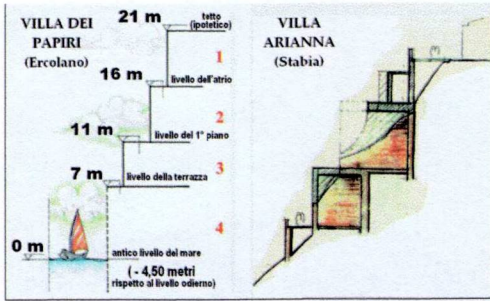 VILLA DEI
PAPIRI
(Ercolano)
21 m
tetto
(ipotetico)
1
16 m
livello dell'atrio
2
11 m
livello del 1° piano
3
7 m
livello della terrazza
4
0 m
antico livello del mare
( - 4,50 metri
rispetto al livello odierno)
VILLA
ARIANNA
(Stabia)